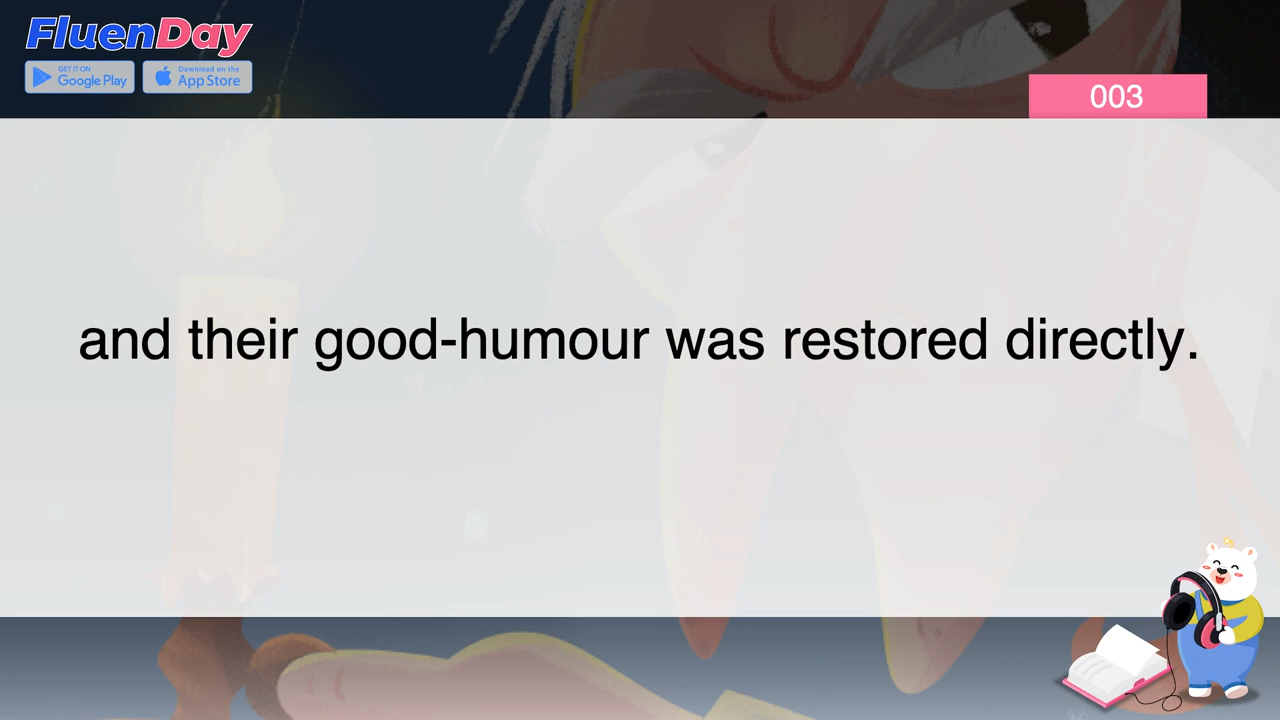 FluenDay
GET IT ON
Google Play
Download on the
App Store
003
and their good-humour was restored directly.